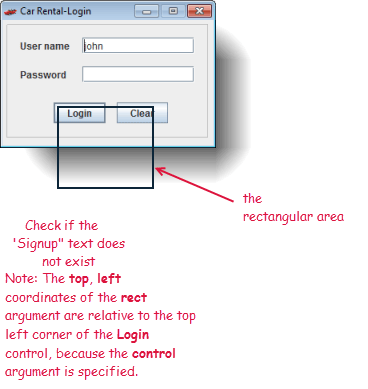 Car Rental-Login
User name
john
Password
Login
Clear
the
rectangular area
Check if the
"Signup" text does
not exist
Note: The top, left
coordinates of the rect
argument are relative to the top
left corner of the Login
control, because the control
argument is specified.